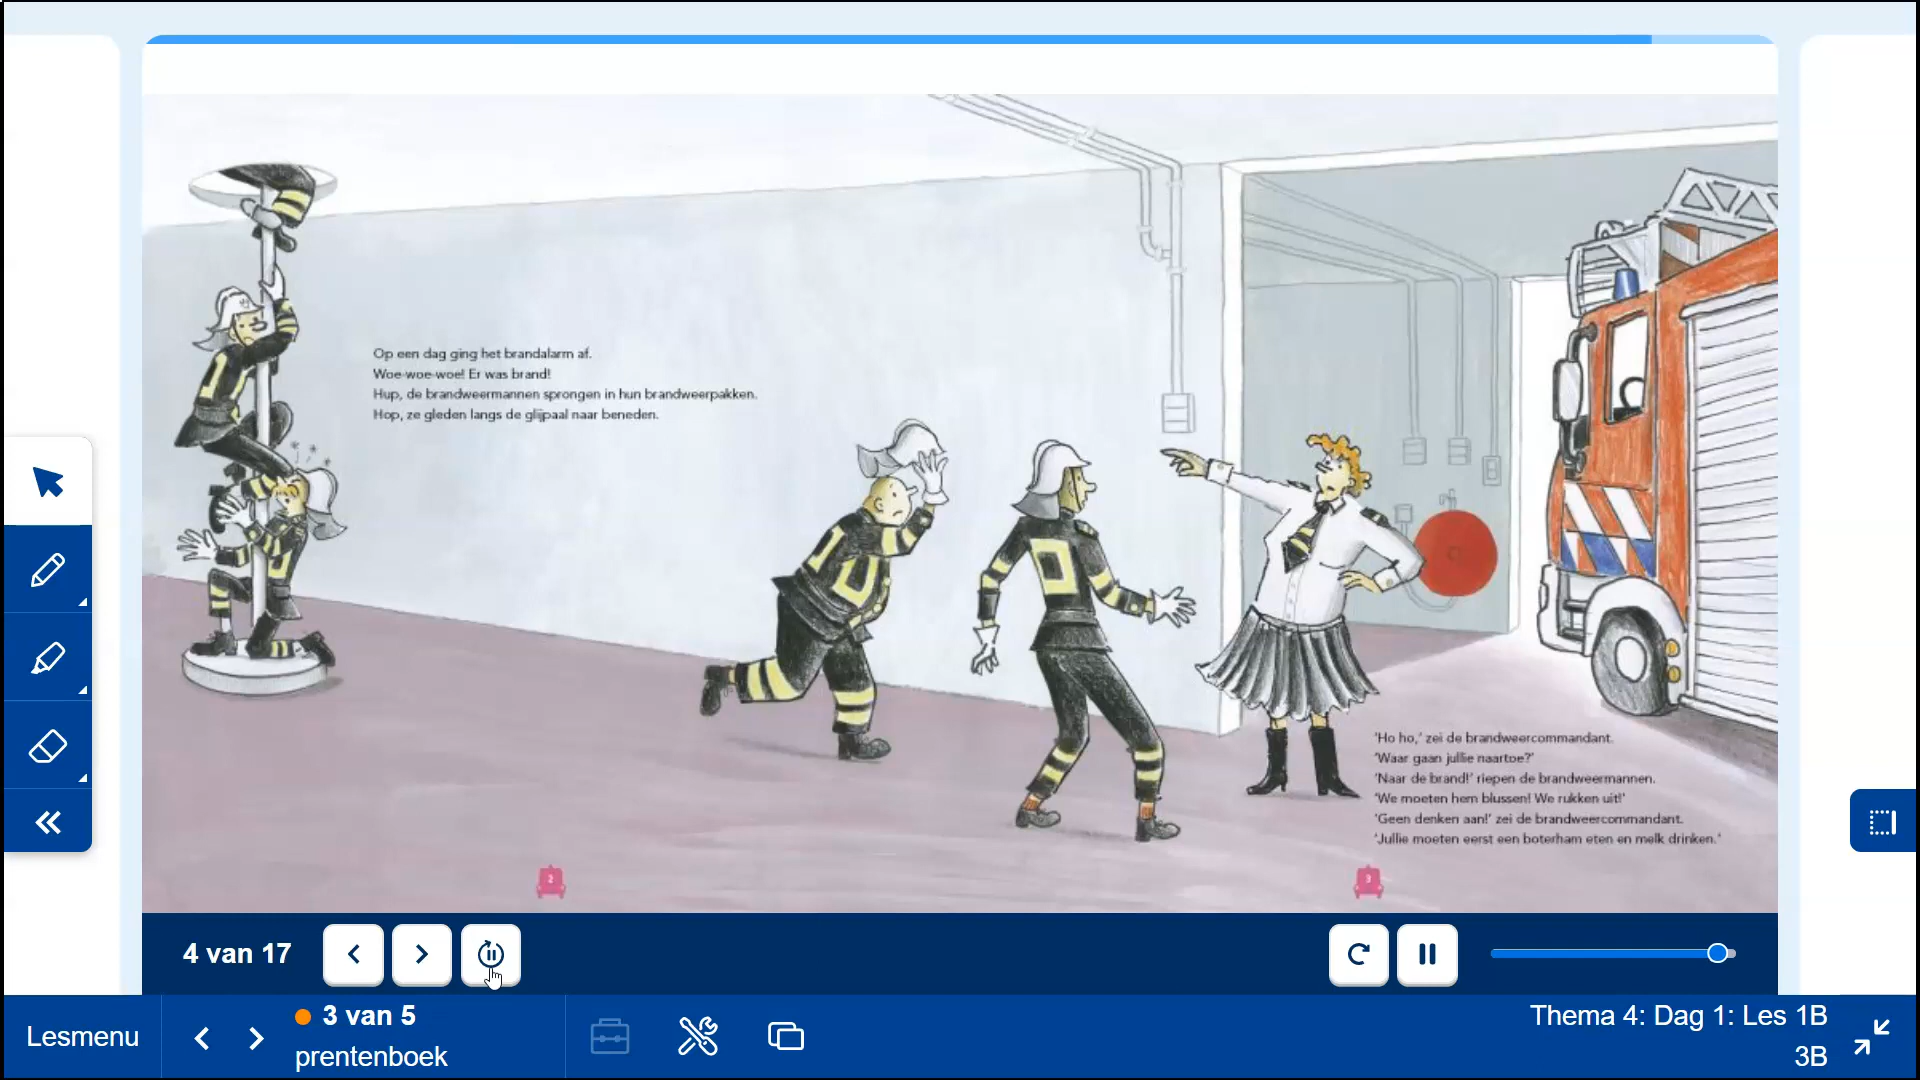 Op een dag ging het brandalarm af.
Woe-woe-woe! Er was brand!
Hup, de brandweermannen sprongen in hun brandweerpakken.
Hop, ze gleden langs de glijpaal naar beneden.
'Ho ho,' zei de brandweercommandant.
'Waar gaan jullie naartoe?'
'Naar de brand!' riepen de brandweermannen.
'We moeten hem blussen! We rukken uit!'
'Geen denken aan!' zei de brandweercommandant.
'Jullie moeten eerst een boterham eten en melk drinken.'
2
3
4 van 17
Lesmenu
3 van 5
prentenboek
Thema 4: Dag 1: Les 1B
3B